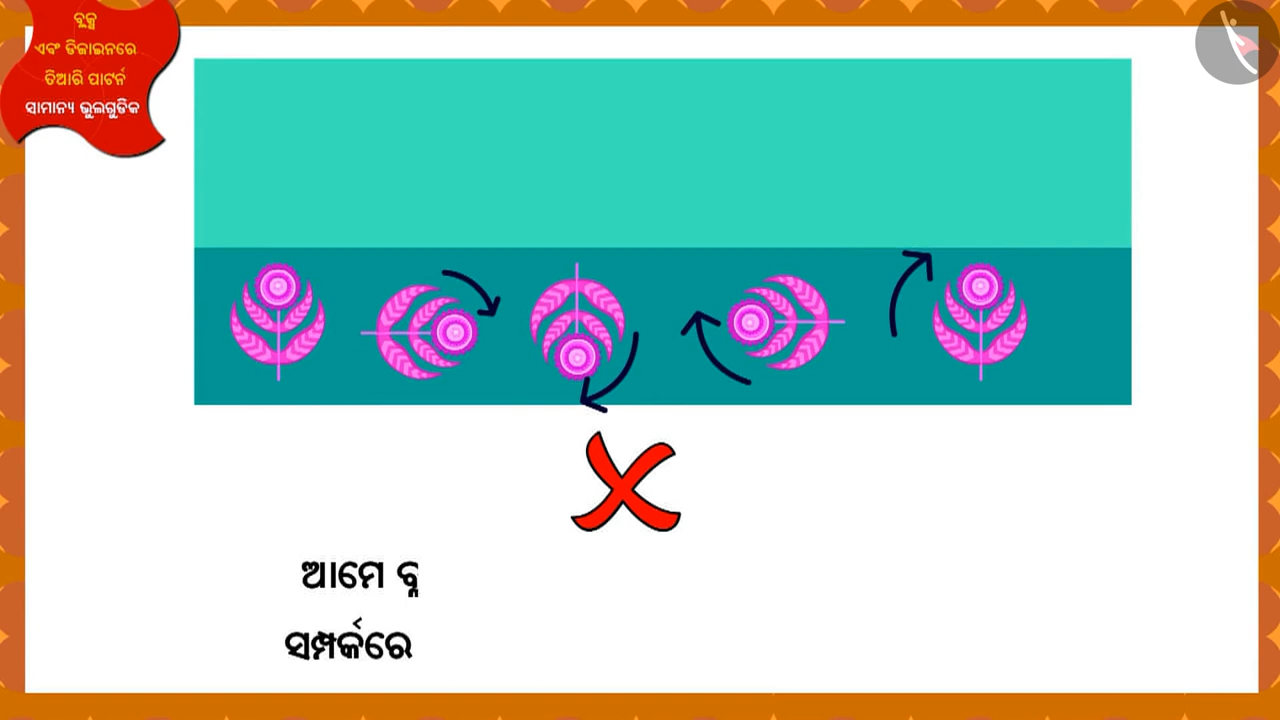 ବ୍ଲକ୍ସ
ଏବଂ ଡିଜାଇନରେ
ତିଆରି ପାଟର୍ନ
ସାମାନ୍ୟ ଭୁଲଗୁଡିକ
ଆମେ
ସମ୍ପର୍କରେ